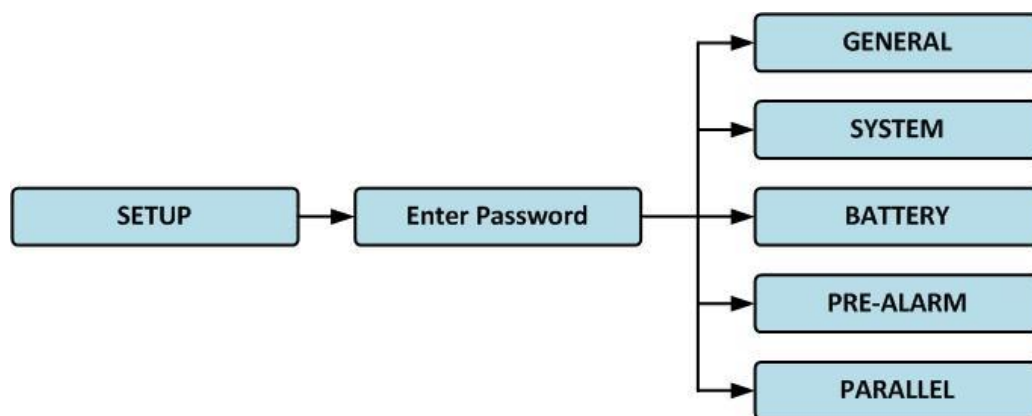 SETUP
Enter Password
GENERAL
SYSTEM
BATTERY
PRE-ALARM
PARALLEL